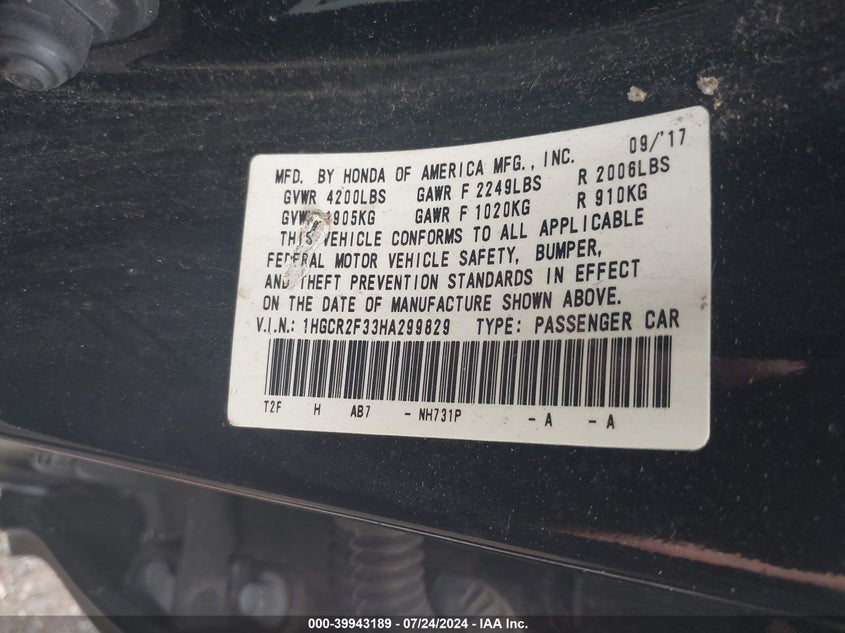 09/'17
MFD. BY HONDA OF AMERICA MFG., INC.
GVWR 4200LBS GAWR F 2249LBS R 2006LBS
GAWR F 1020KG R 910KG
THIS VEHICLE CONFORMS TO ALL APPLICABLE
FEDERAL MOTOR VEHICLE SAFETY, BUMPER,
AND THEFT PREVENTION STANDARDS IN EFFECT
ON THE DATE OF MANUFACTURE SHOWN ABOVE.
V.I.N.: 1HGCR2F33HA299829 TYPE: PASSENGER CAR
T2F H AB7 - NH731P - A - A
000-39943189 / 07/24/2024 - IAA Inc.